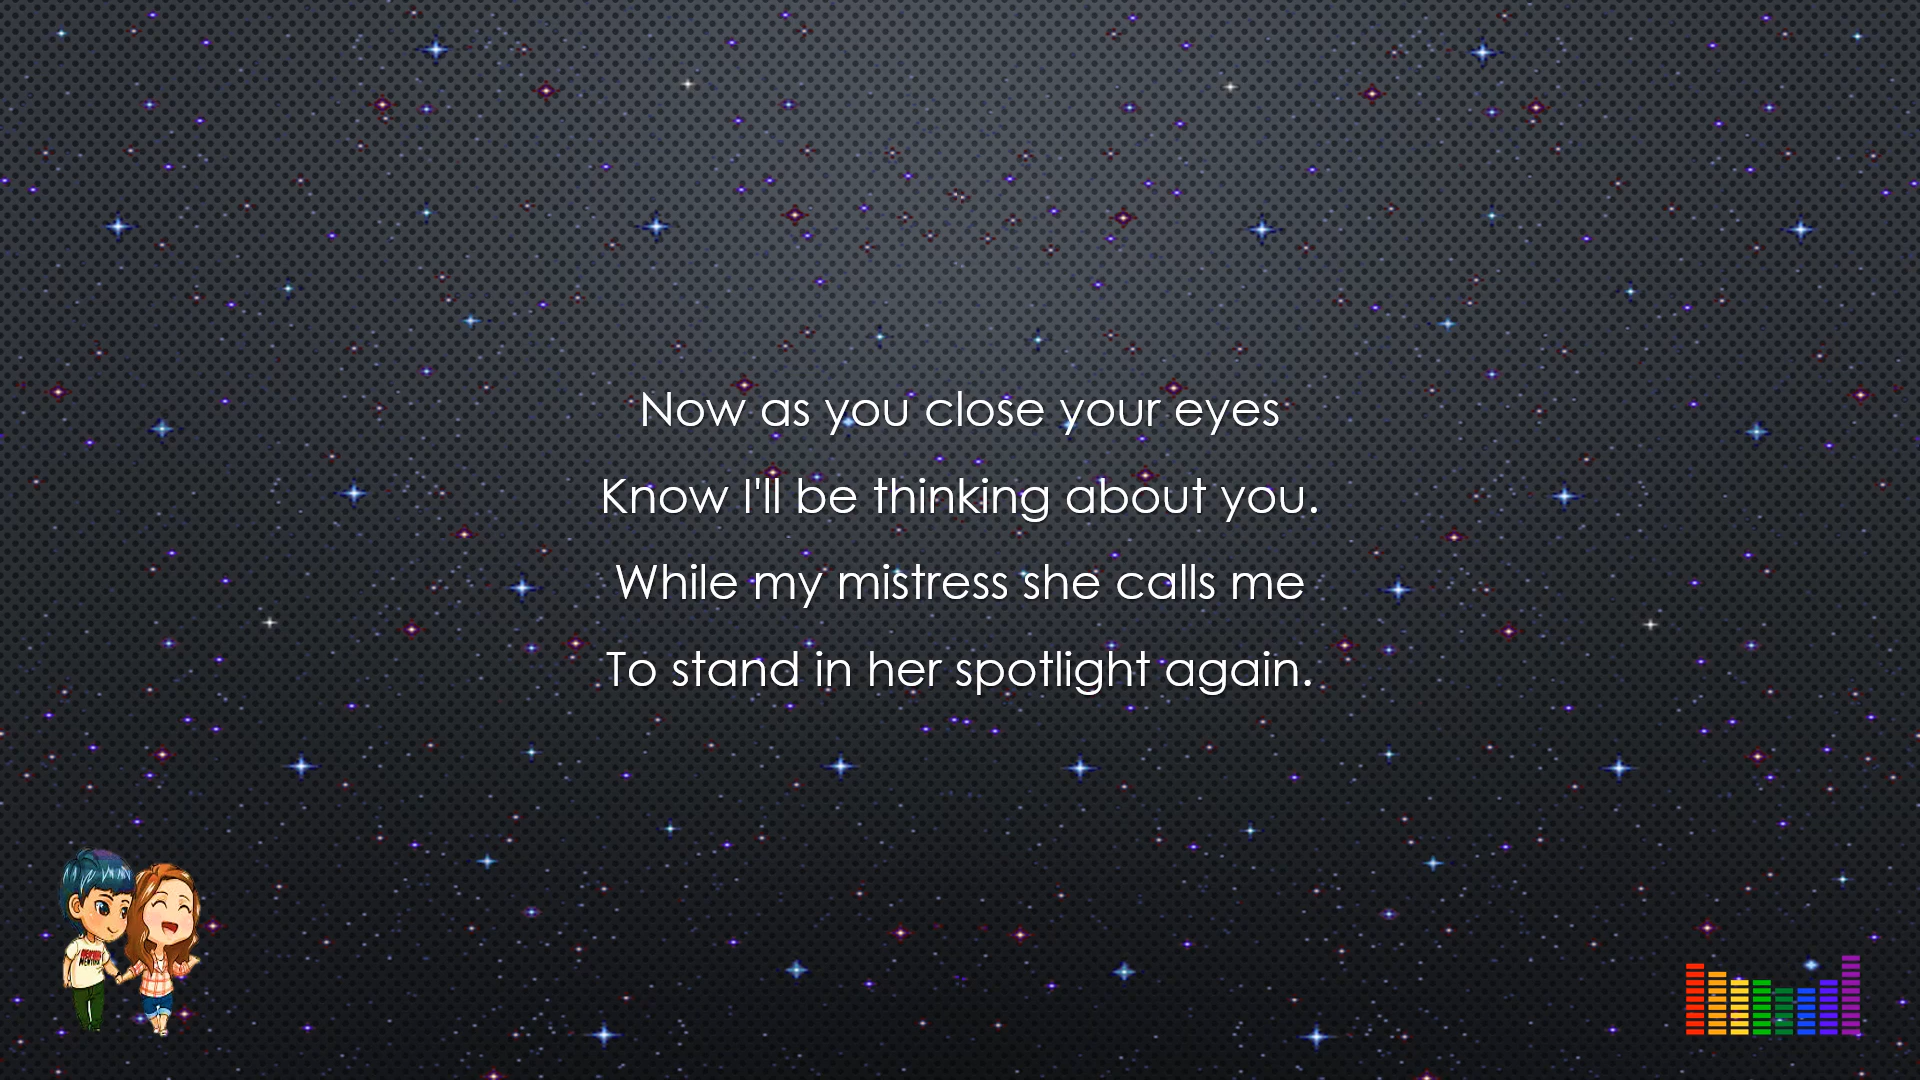 Now as you close your eyes
Know I'll be thinking about you.
While my mistress she calls me
To stand in her spotlight again.